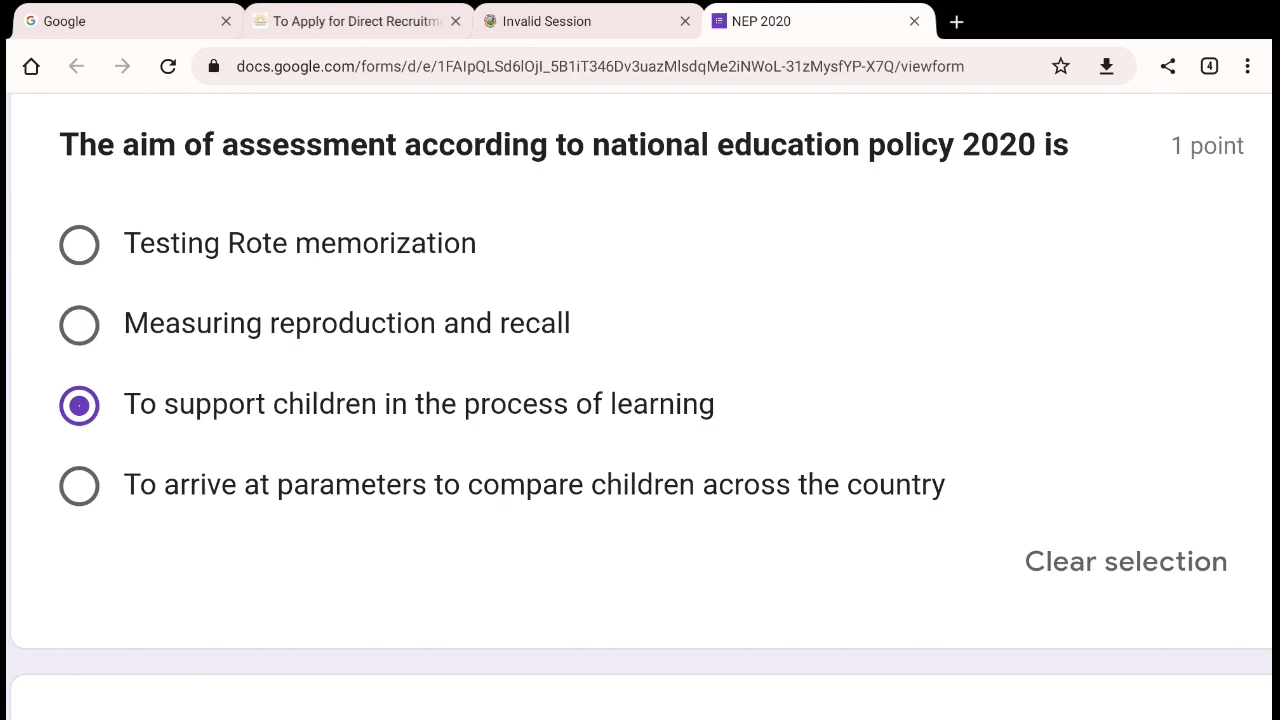 Google
To Apply for Direct Recruitm
Invalid Session
NEP 2020
docs.google.com/forms/d/e/1FAIpQLSd6lOjI_5B1iT346Dv3uazMlsdqMe2iNWoL-31zMysfYP-X7Q/viewform
4
The aim of assessment according to national education policy 2020 is
1 point
Testing Rote memorization
Measuring reproduction and recall
To support children in the process of learning
To arrive at parameters to compare children across the country
Clear selection